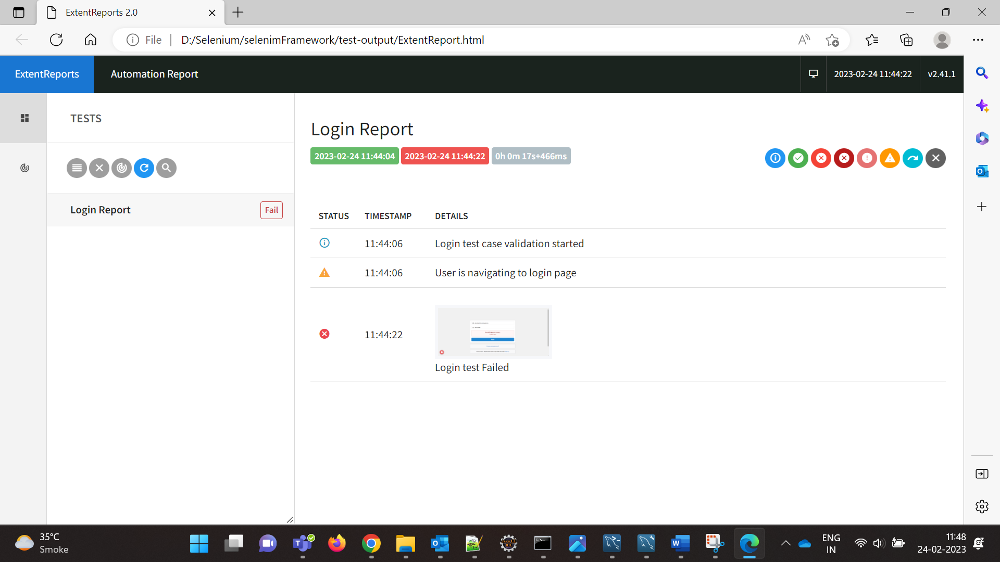 ExtentReports 2.0
File
D:/Selenium/selenimFramework/test-output/ExtentReport.html
ExtentReports
Automation Report
2023-02-24 11:44:22
v2.41.1
TESTS
Login Report
Fail
Login Report
2023-02-24 11:44:04
2023-02-24 11:44:22
0h 0m 17s+466ms
STATUS TIMESTAMP DETAILS
11:44:06 Login test case validation started
11:44:06 User is navigating to login page
11:44:22
Login test Failed
35°C
Smoke
ENG
IN
11:48
24-02-2023